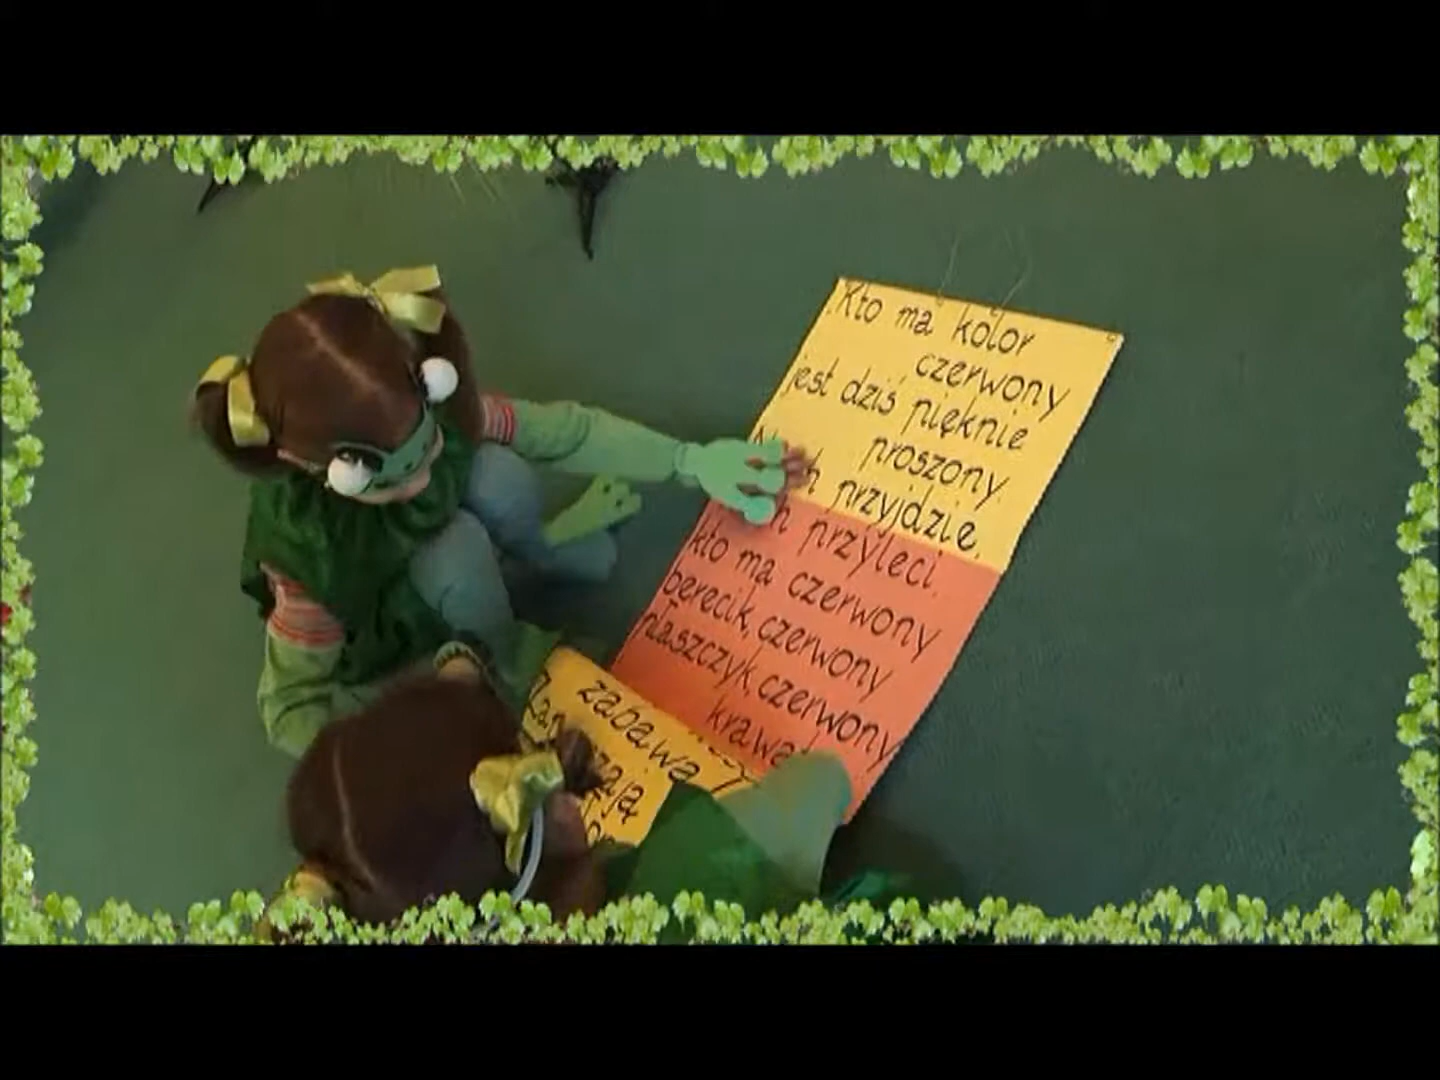 Kto ma kolor
czerwony
jest dziś pięknie
proszony.
przyjdzie,
przyleci,
kto ma czerwony
berecik, czerwony
płaszczyk, czerwony
zabawa